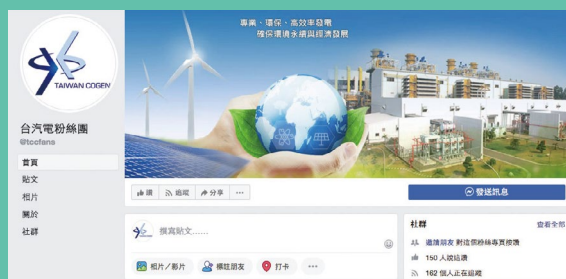 專業、環保、高效率發電
確保環境永續與經濟發展
TAIWAN COGEN
台汽電粉絲團
@tccfans
首頁
貼文
相片
關於
社群
讚
追蹤
分享
發送訊息
撰寫貼文......
相片／影片
標註朋友
打卡
社群
查看全部
邀請朋友 對這個粉絲專頁按讚
150 人說這讚
162 個人正在追蹤